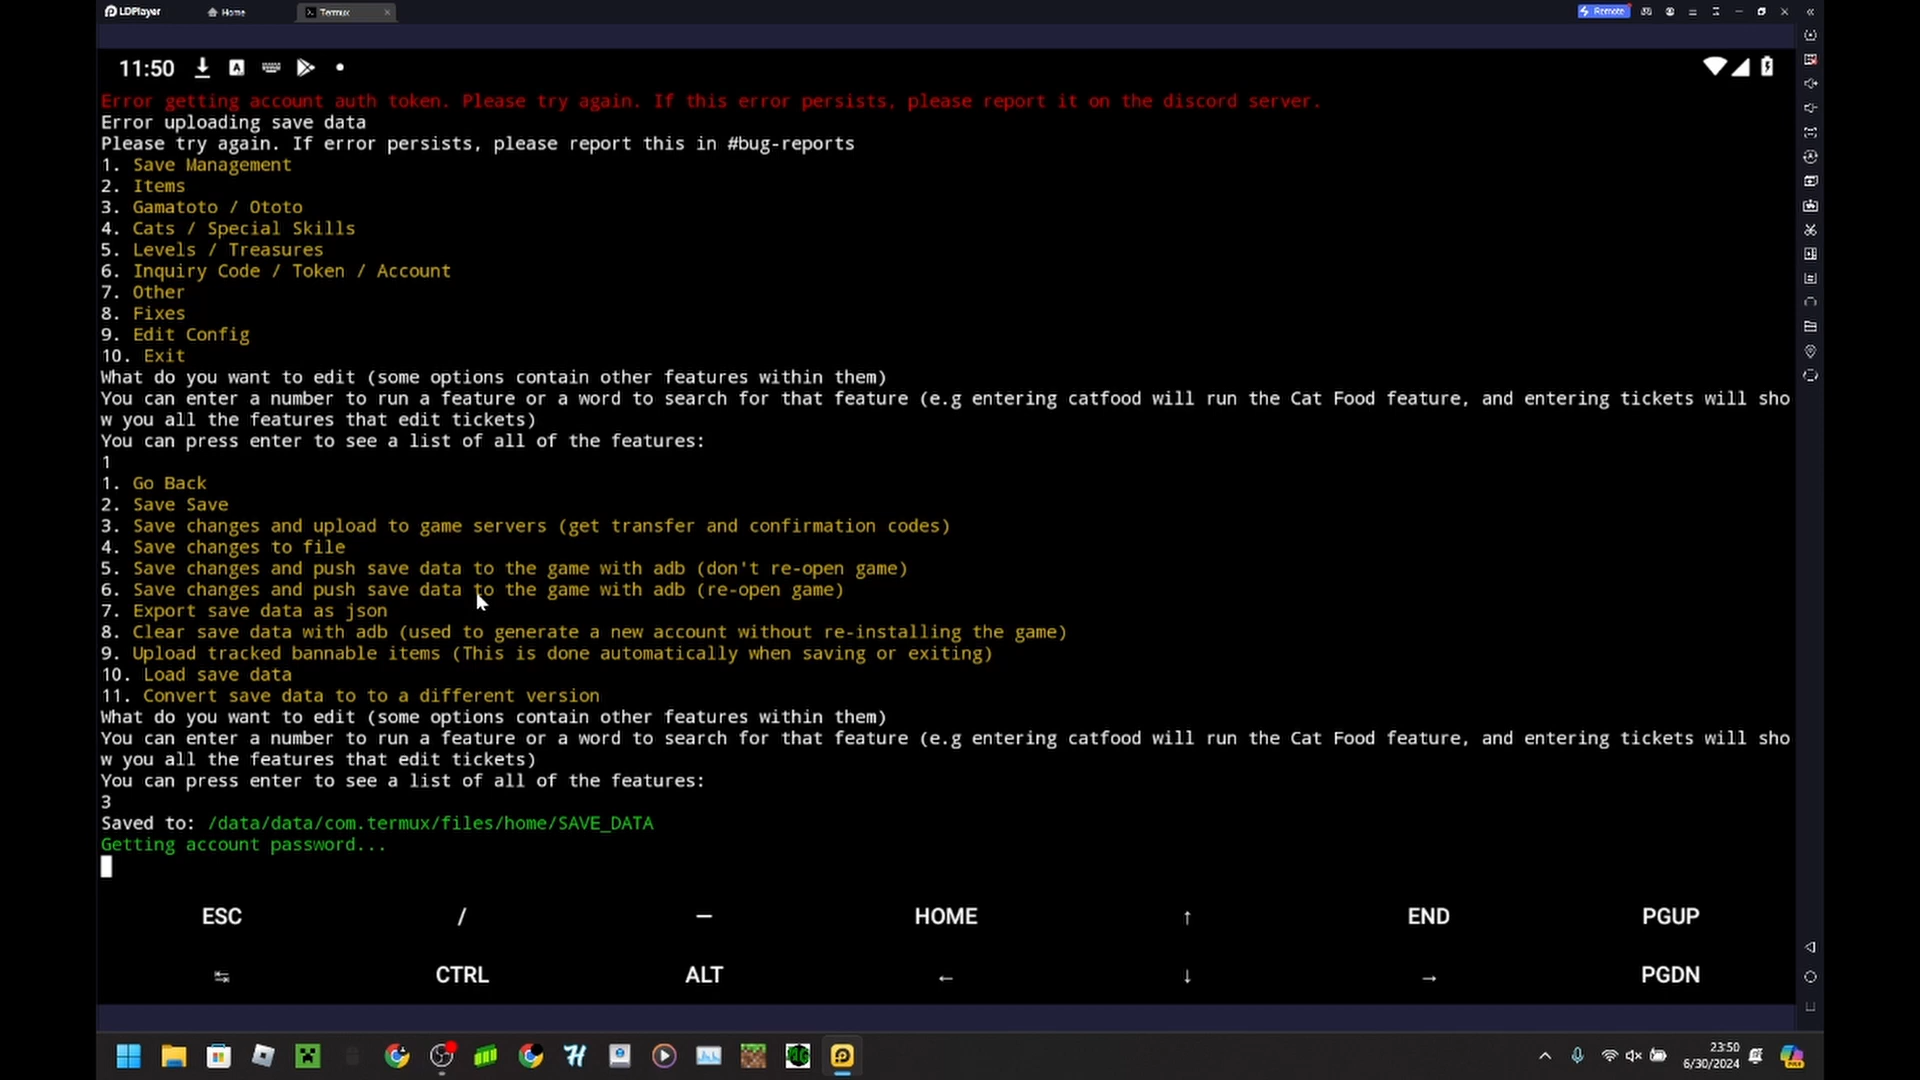 LDPlayer
Home
Termux
Remote
11:50
Error getting account auth token. Please try again. If this error persists, please report it on the discord server.
Error uploading save data
Please try again. If error persists, please report this in #bug-reports
1. Save Management
2. Items
3. Gamatoto / Ototo
4. Cats / Special Skills
5. Levels / Treasures
6. Inquiry Code / Token / Account
7. Other
8. Fixes
9. Edit Config
10. Exit
What do you want to edit (some options contain other features within them)
You can enter a number to run a feature or a word to search for that feature (e.g entering catfood will run the Cat Food feature, and entering tickets will sho
w you all the features that edit tickets)
You can press enter to see a list of all of the features:
1
1. Go Back
2. Save Save
3. Save changes and upload to game servers (get transfer and confirmation codes)
4. Save changes to file
5. Save changes and push save data to the game with adb (don't re-open game)
6. Save changes and push save data to the game with adb (re-open game)
7. Export save data as json
8. Clear save data with adb (used to generate a new account without re-installing the game)
9. Upload tracked bannable items (This is done automatically when saving or exiting)
10. Load save data
11. Convert save data to to a different version
What do you want to edit (some options contain other features within them)
You can enter a number to run a feature or a word to search for that feature (e.g entering catfood will run the Cat Food feature, and entering tickets will sho
w you all the features that edit tickets)
You can press enter to see a list of all of the features:
3
Saved to: /data/data/com.termux/files/home/SAVE_DATA
Getting account password...
ESC / — HOME ↑ END PGUP
CTRL ALT ← ↓ → PGDN
23:50
6/30/2024